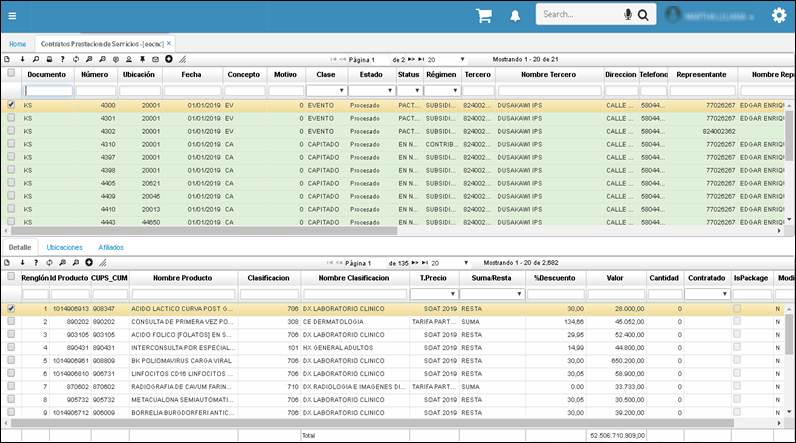 Search...
Home Contratos Prestacion de Servicios - [eacnc] ×
Página 1 de 2 20 Mostrando 1 - 20 de 21
Documento Número Ubicación Fecha Concepto Motivo Clase Estado Status Régimen Tercero Nombre Tercero Direccion Telefono Representante Nombre Repr
KS 4300 20001 01/01/2019 EV 0 EVENTO Procesado PACT... SUBSIDI... 824002... DUSAKAWI IPS CALLE ... 58044... 77026267 EDGAR ENRIQU
KS 4301 20001 01/01/2019 EV 0 EVENTO Procesado PACT... SUBSIDI... 824002... DUSAKAWI IPS CALLE ... 58044... 77026267 EDGAR ENRIQU
KS 4302 20001 01/01/2019 EV 0 EVENTO Procesado PACT... SUBSIDI... 824002... DUSAKAWI IPS CALLE ... 58044... 824002362
KS 4310 20001 01/01/2019 CA 0 CAPITADO Procesado EN N... CONTRIB... 824002... DUSAKAWI IPS CALLE ... 58044... 77026267 EDGAR ENRIQU
KS 4397 20001 01/01/2019 CA 0 CAPITADO Procesado EN N... SUBSIDI... 824002... DUSAKAWI IPS CALLE ... 58044... 77026267 EDGAR ENRIQU
KS 4398 20001 01/01/2019 CA 0 CAPITADO Procesado EN N... SUBSIDI... 824002... DUSAKAWI IPS CALLE ... 58044... 77026267 EDGAR ENRIQU
KS 4405 20621 01/01/2019 CA 0 CAPITADO Procesado EN N... SUBSIDI... 824002... DUSAKAWI IPS CALLE ... 58044... 77026267 EDGAR ENRIQU
KS 4409 20045 01/01/2019 CA 0 CAPITADO Procesado EN N... SUBSIDI... 824002... DUSAKAWI IPS CALLE ... 58044... 77026267 EDGAR ENRIQU
KS 4410 20013 01/01/2019 CA 0 CAPITADO Procesado EN N... SUBSIDI... 824002... DUSAKAWI IPS CALLE ... 58044... 77026267 EDGAR ENRIQU
KS 4443 44650 01/01/2019 CA 0 CAPITADO Procesado EN N... SUBSIDI... 824002... DUSAKAWI IPS CALLE ... 58044... 77026267 EDGAR ENRIQU
Detalle Ubicaciones Afiliados
Página 1 de 135 20 Mostrando 1 - 20 de 2,682
Renglón Id Producto CUPS_CUM Nombre Producto Clasificacion Nombre Clasificacion T.Precio Suma/Resta %Descuento Valor Cantidad Contratado IsPackage Modi
1 1014906913 908347 ACIDO LACTICO CURVA POST G... 706 DX LABORATORIO CLINICO SOAT 2019 RESTA 30,00 28.000,00 0 N
2 890202 890202 CONSULTA DE PRIMERA VEZ PO... 308 CE DERMATOLOGIA TARIFA PART... SUMA 134,66 46.052,00 0 N
3 903105 903105 ACIDO FOLICO [FOLATOS] EN S... 706 DX LABORATORIO CLINICO SOAT 2019 RESTA 29,95 52.400,00 0 N
4 890431 890431 INTERCONSULTA POR ESPECIAL... 101 HX GENERAL ADULTOS TARIFA PART... RESTA 14,99 44.800,00 0 N
5 1014906961 908809 BK POLIOMAVIRUS CARGA VIRAL 706 DX LABORATORIO CLINICO SOAT 2019 RESTA 30,00 650.200,00 0 N
6 1014906810 906731 LINFOCITOS CD16 LINFOCITOS ... 706 DX LABORATORIO CLINICO SOAT 2019 RESTA 30,05 58.900,00 0 N
7 870602 870602 RADIOGRAFIA DE CAVUM FARIN... 710 DX RADIOLOGIA E IMAGENES DI... TARIFA PART... SUMA 0.00 33.733,00 0 N
8 905732 905732 METACUALONA SEMIAUTOMATI... 706 DX LABORATORIO CLINICO SOAT 2019 RESTA 30,05 30.500,00 0 N
9 1014906712 906009 BORRELIA BURGDORFERI ANTIC... 706 DX LABORATORIO CLINICO SOAT 2019 RESTA 30,00 39.200,00 0 N
Total 52.506.710.909,00